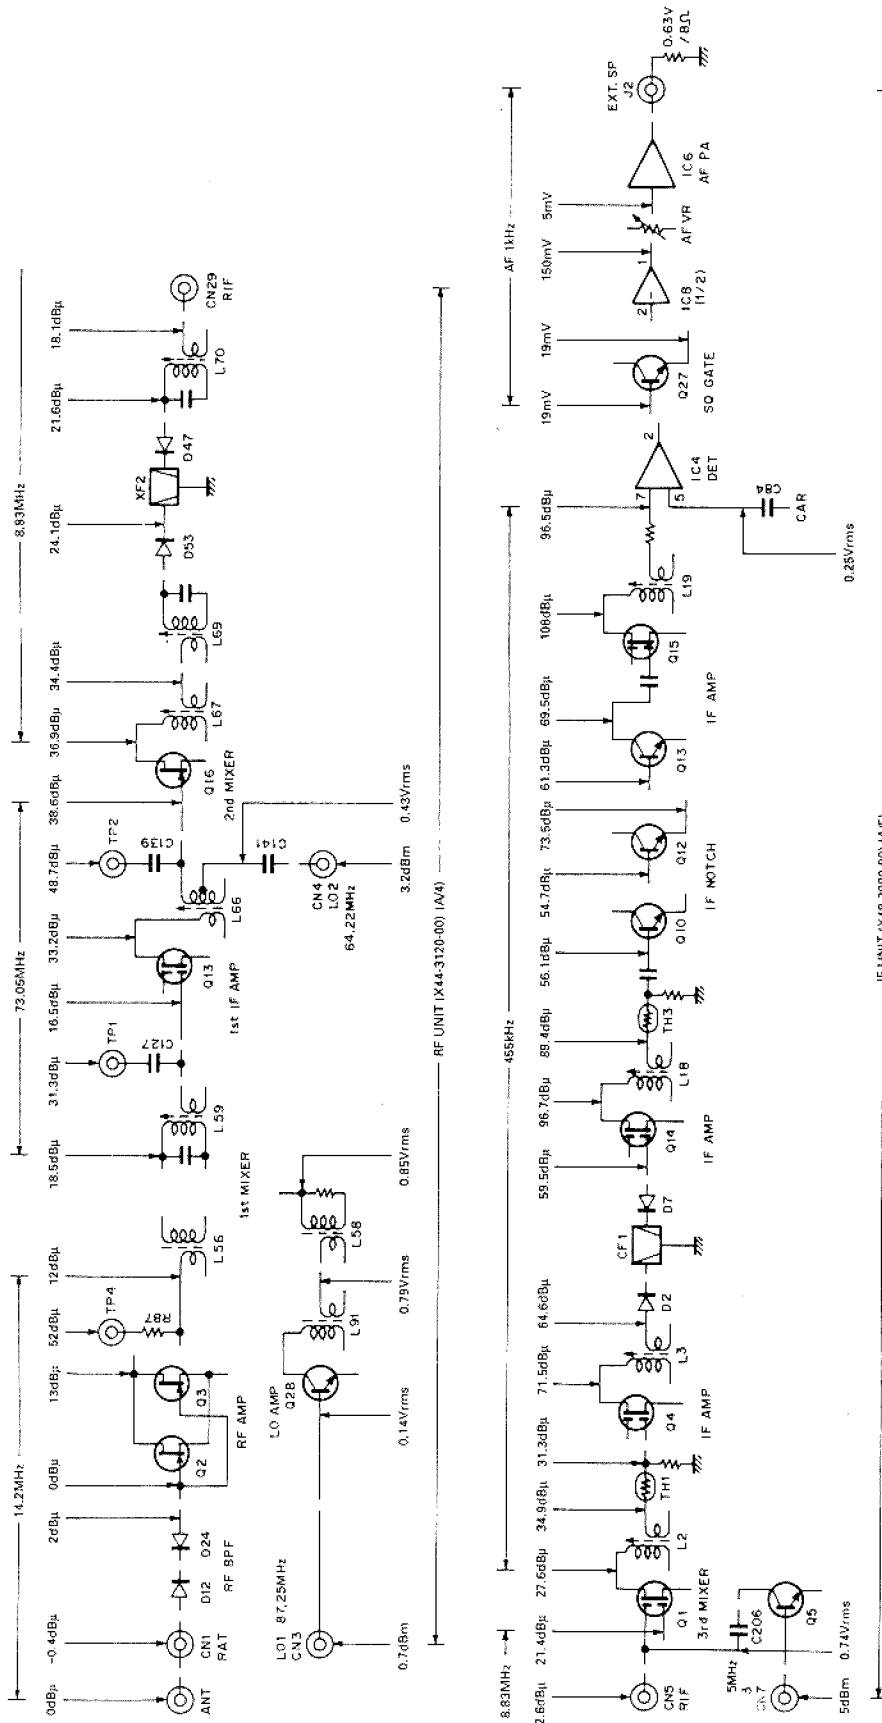 14.2MHz
73.05MHz
8.83MHz
0dBμ
-0.4dBμ
2dBμ
0dBμ
13dBμ
52dBμ
12dBμ
18.5dBμ
31.3dBμ
16.5dBμ
33.2dBμ
48.7dBμ
38.6dBμ
36.9dBμ
34.4dBμ
24.1dBμ
21.6dBμ
18.1dBμ
TP4
TP1
TP2
R87
C127
C139
XF2
ANT
CN1
RAT
D12
RF BPF
Q2
Q3
RF AMP
L56
1st MIXER
L59
1st IF AMP
Q13
L66
C141
Q16
2nd MIXER
L67
L69
D53
D47
L70
CN29
RIF
CN4
LO2
64.22MHz
0.43Vrms
3.2dBm
LO1 87.25MHz
CN3
0.7dBm
LO AMP
Q28
0.14Vrms
L91
0.79Vrms
L58
0.85Vrms
RF UNIT (X44-3120-00) (A/4)
8.83MHz
455kHz
AF 1kHz
21.4dBμ
27.6dBμ
34.9dBμ
31.3dBμ
71.5dBμ
64.6dBμ
59.5dBμ
96.7dBμ
89.4dBμ
56.1dBμ
54.7dBμ
73.5dBμ
61.3dBμ
69.5dBμ
108dBμ
96.5dBμ
19mV
19mV
150mV
5mV
EXT. SP
J2
0.63V
/8Ω
CN5
RIF
Q1
3rd MIXER
L2
TH1
Q4
IF AMP
L3
D2
CF1
D7
Q14
IF AMP
L18
TH3
Q10
IF NOTCH
Q12
Q13
IF AMP
Q15
L19
7
5
2
IC4
DET
C84
CAR
0.25Vrms
Q27
SQ GATE
2
1
IC8
(1/2)
AF VR
IC6
AF PA
5MHz
C206
CN7
Q5
0.74Vrms
5dBm